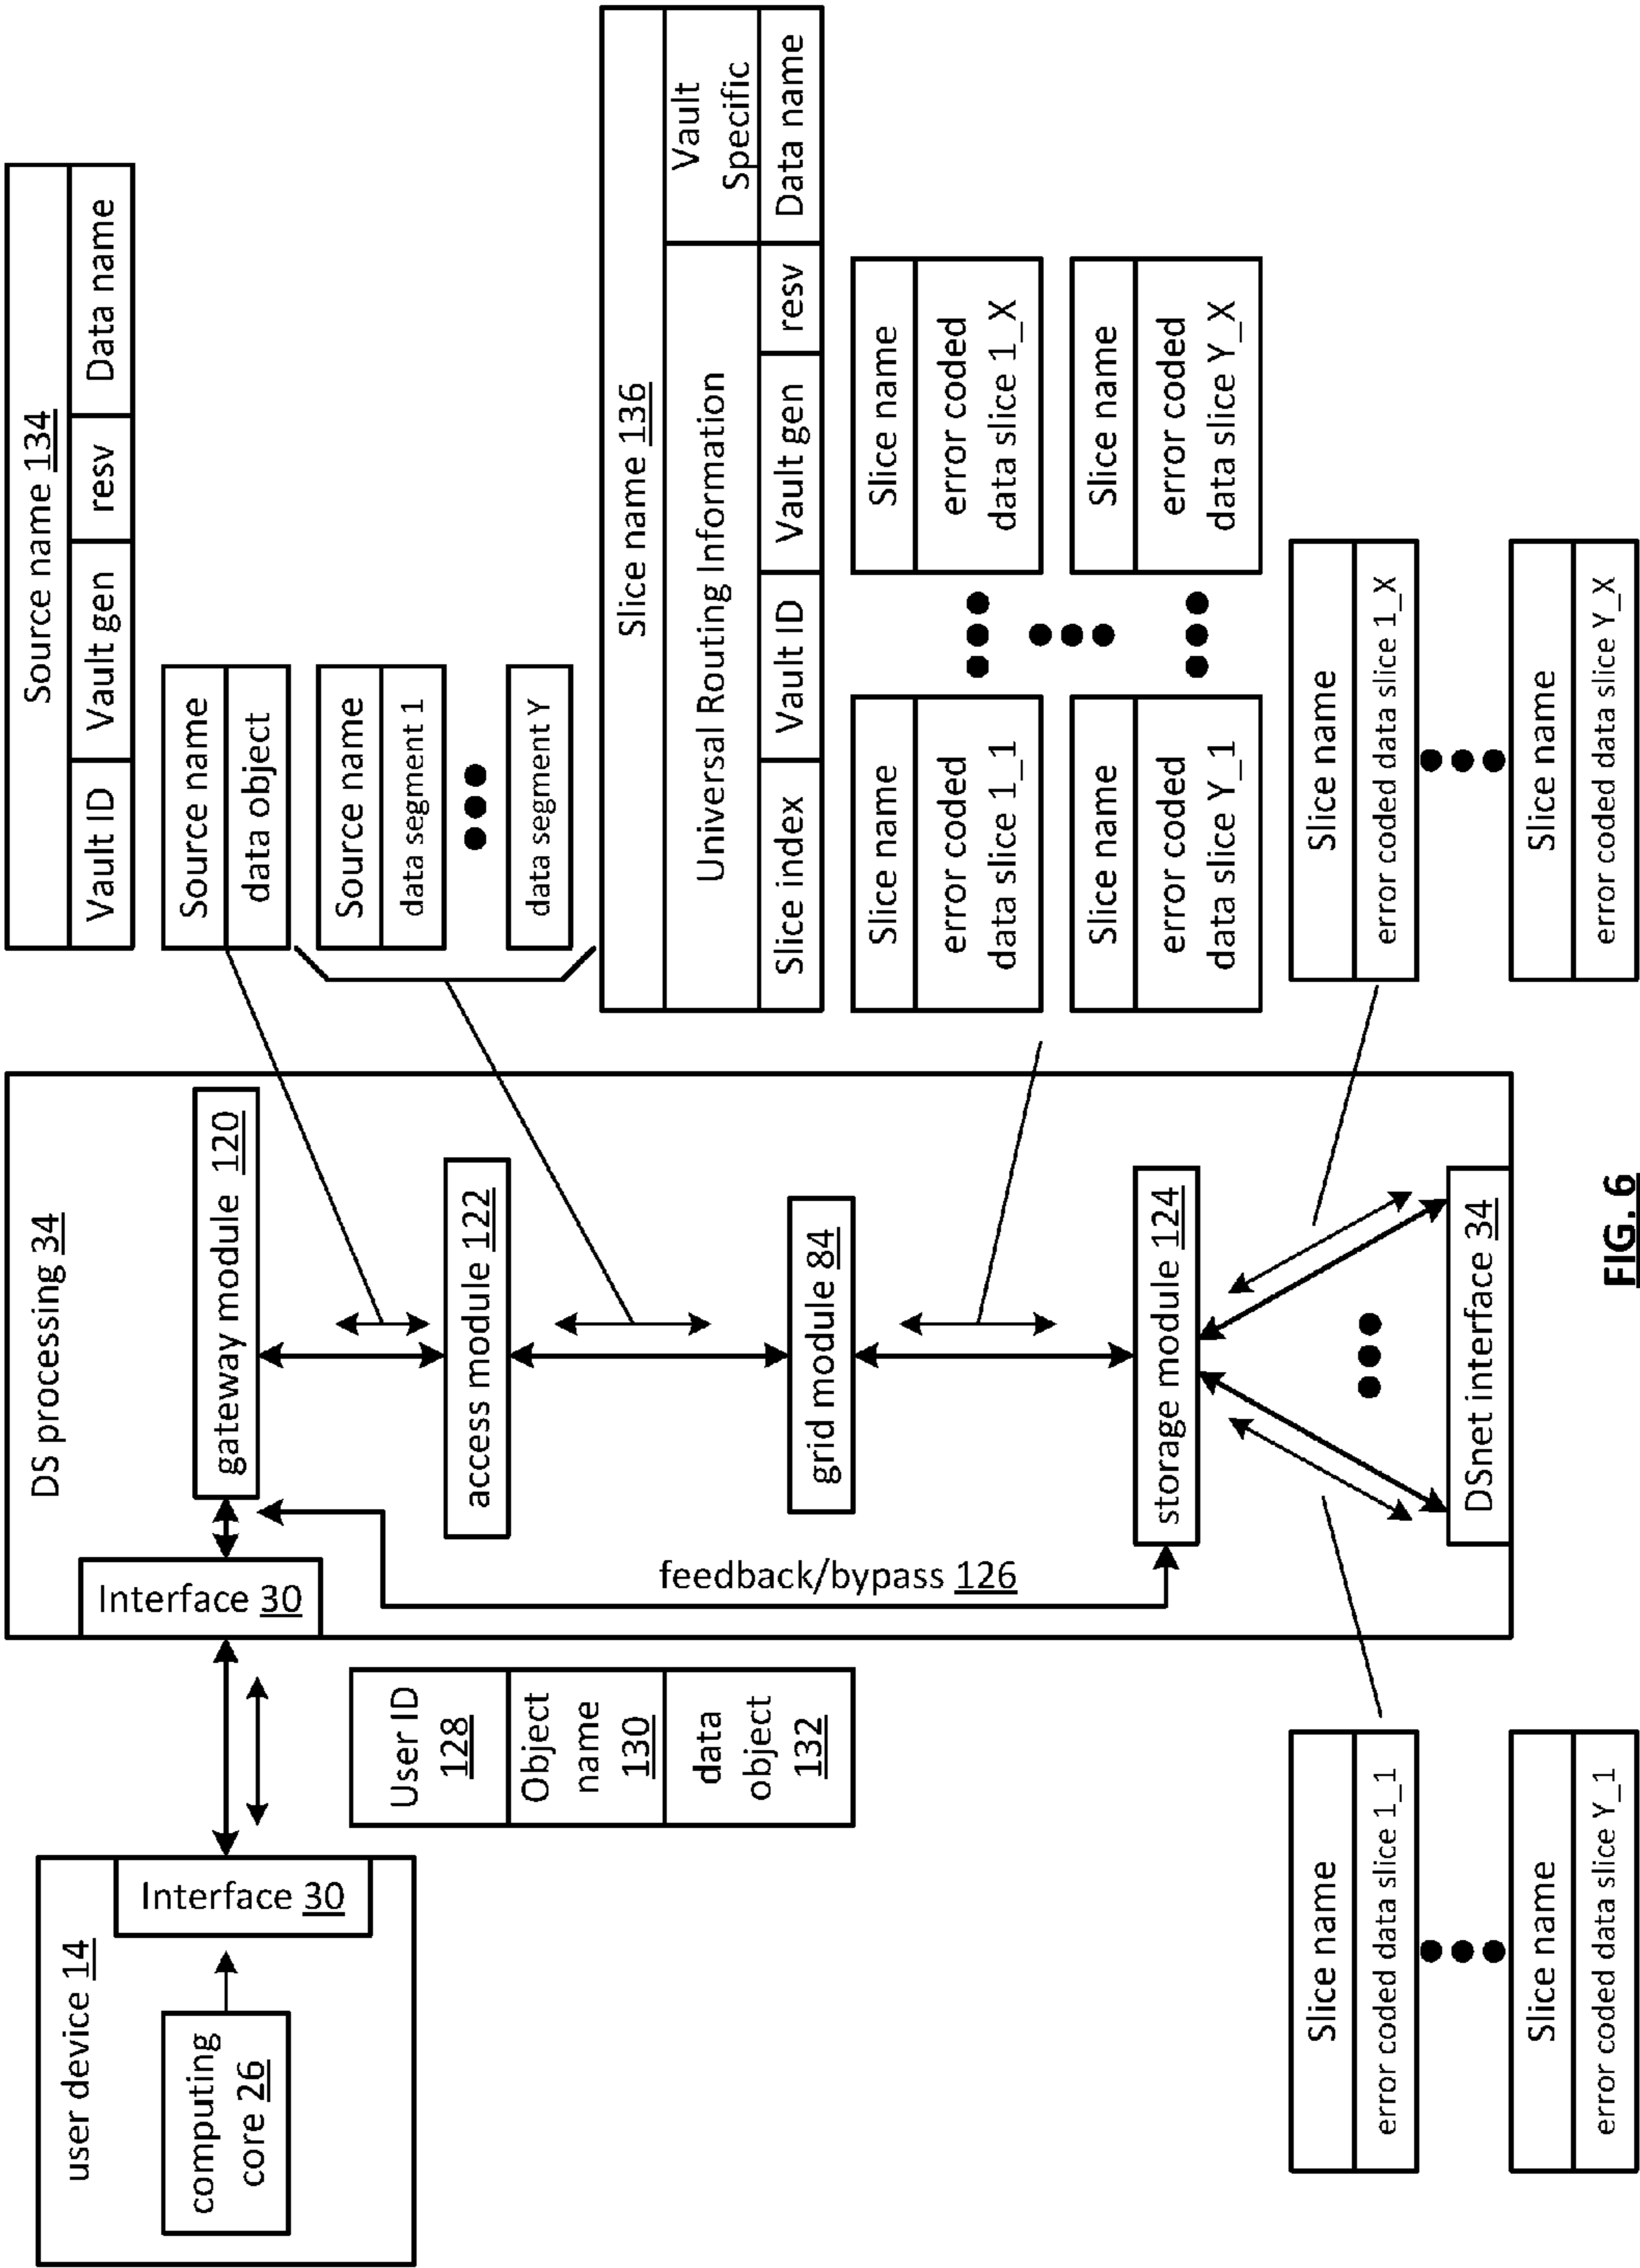 user device 14
computing
core 26
Interface 30
User ID
128
Object
name
130
data
object
132
DS processing 34
Interface 30
gateway module 120
access module 122
grid module 84
storage module 124
feedback/bypass 126
DSnet interface 34
Source name 134
Vault ID
Vault gen
resv
Data name
Source name
data object
Source name
data segment 1
data segment Y
Slice name 136
Universal Routing Information
Vault
Specific
Slice index
Vault ID
Vault gen
resv
Data name
Slice name
error coded
data slice 1_1
Slice name
error coded
data slice 1_X
Slice name
error coded
data slice Y_1
Slice name
error coded
data slice Y_X
Slice name
error coded data slice 1_1
Slice name
error coded data slice Y_1
Slice name
error coded data slice 1_X
Slice name
error coded data slice Y_X
FIG. 6